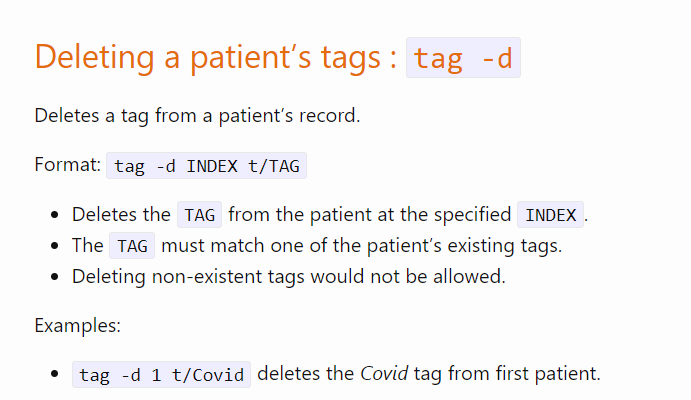 Deleting a patient’s tags : tag -d
Deletes a tag from a patient’s record.
Format: tag -d INDEX t/TAG
• Deletes the TAG from the patient at the specified INDEX.
• The TAG must match one of the patient’s existing tags.
• Deleting non-existent tags would not be allowed.
Examples:
• tag -d 1 t/Covid deletes the Covid tag from first patient.